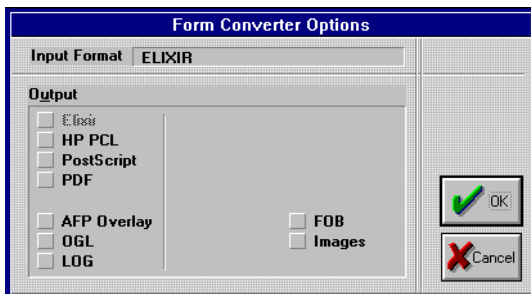 Form Converter Options
Input Format ELIXIR
Output
Elixir
HP PCL
PostScript
PDF
AFP Overlay
OGL
LOG
FOB
Images
OK
Cancel